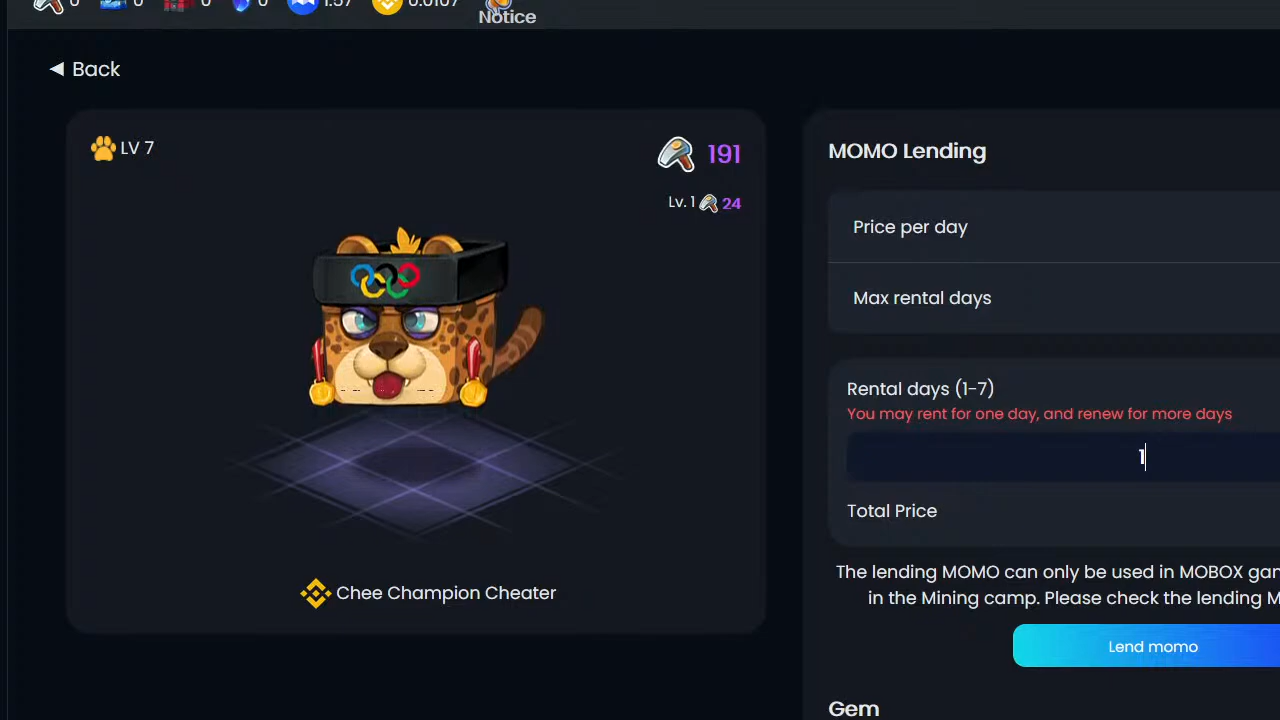 Notice
Back
LV 7
191
Lv. 1 24
Chee Champion Cheater
MOMO Lending
Price per day
Max rental days
Rental days (1-7)
You may rent for one day, and renew for more days
1
Total Price
The lending MOMO can only be used in MOBOX
in the Mining camp. Please check the lending
Lend momo
Gem